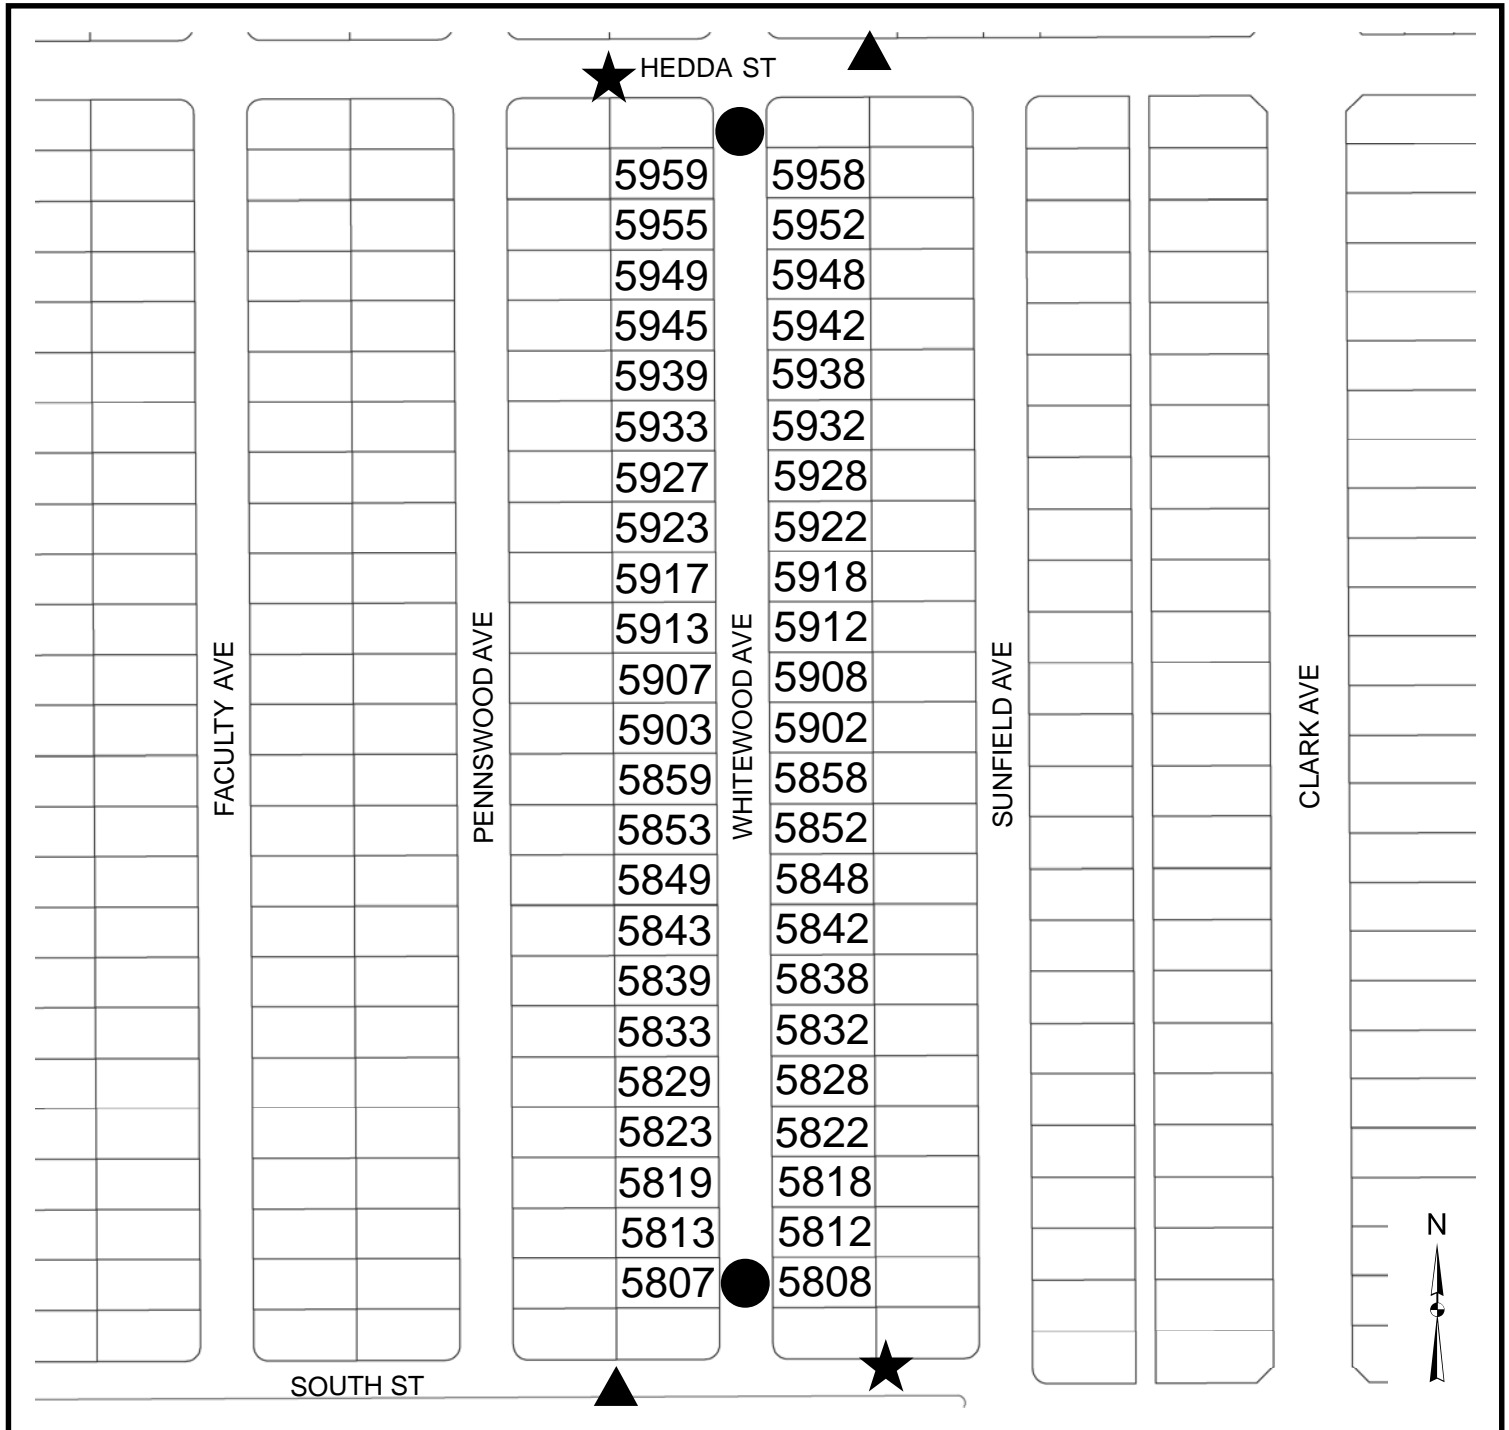 HEDDA ST
5959 5958
5955 5952
5949 5948
5945 5942
5939 5938
5933 5932
5927 5928
5923 5922
5917 5918
5913 5912
5907 5908
5903 5902
5859 5858
5853 5852
5849 5848
5843 5842
5839 5838
5833 5832
5829 5828
5823 5822
5819 5818
5813 5812
5807 5808
FACULTY AVE
PENNSWOOD AVE
WHITEWOOD AVE
SUNFIELD AVE
CLARK AVE
N
SOUTH ST